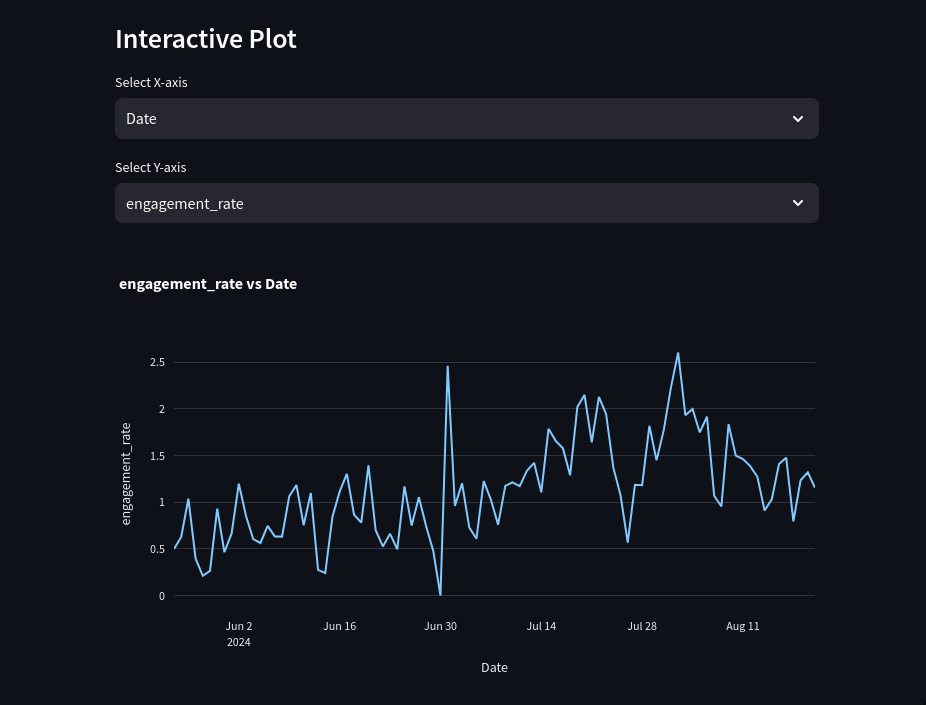 Interactive Plot
Select X-axis
Date
Select Y-axis
engagement_rate
engagement_rate vs Date
2.5
2
1.5
1
0.5
0
engagement_rate
Jun 2 Jun 16 Jun 30 Jul 14 Jul 28 Aug 11
2024
Date